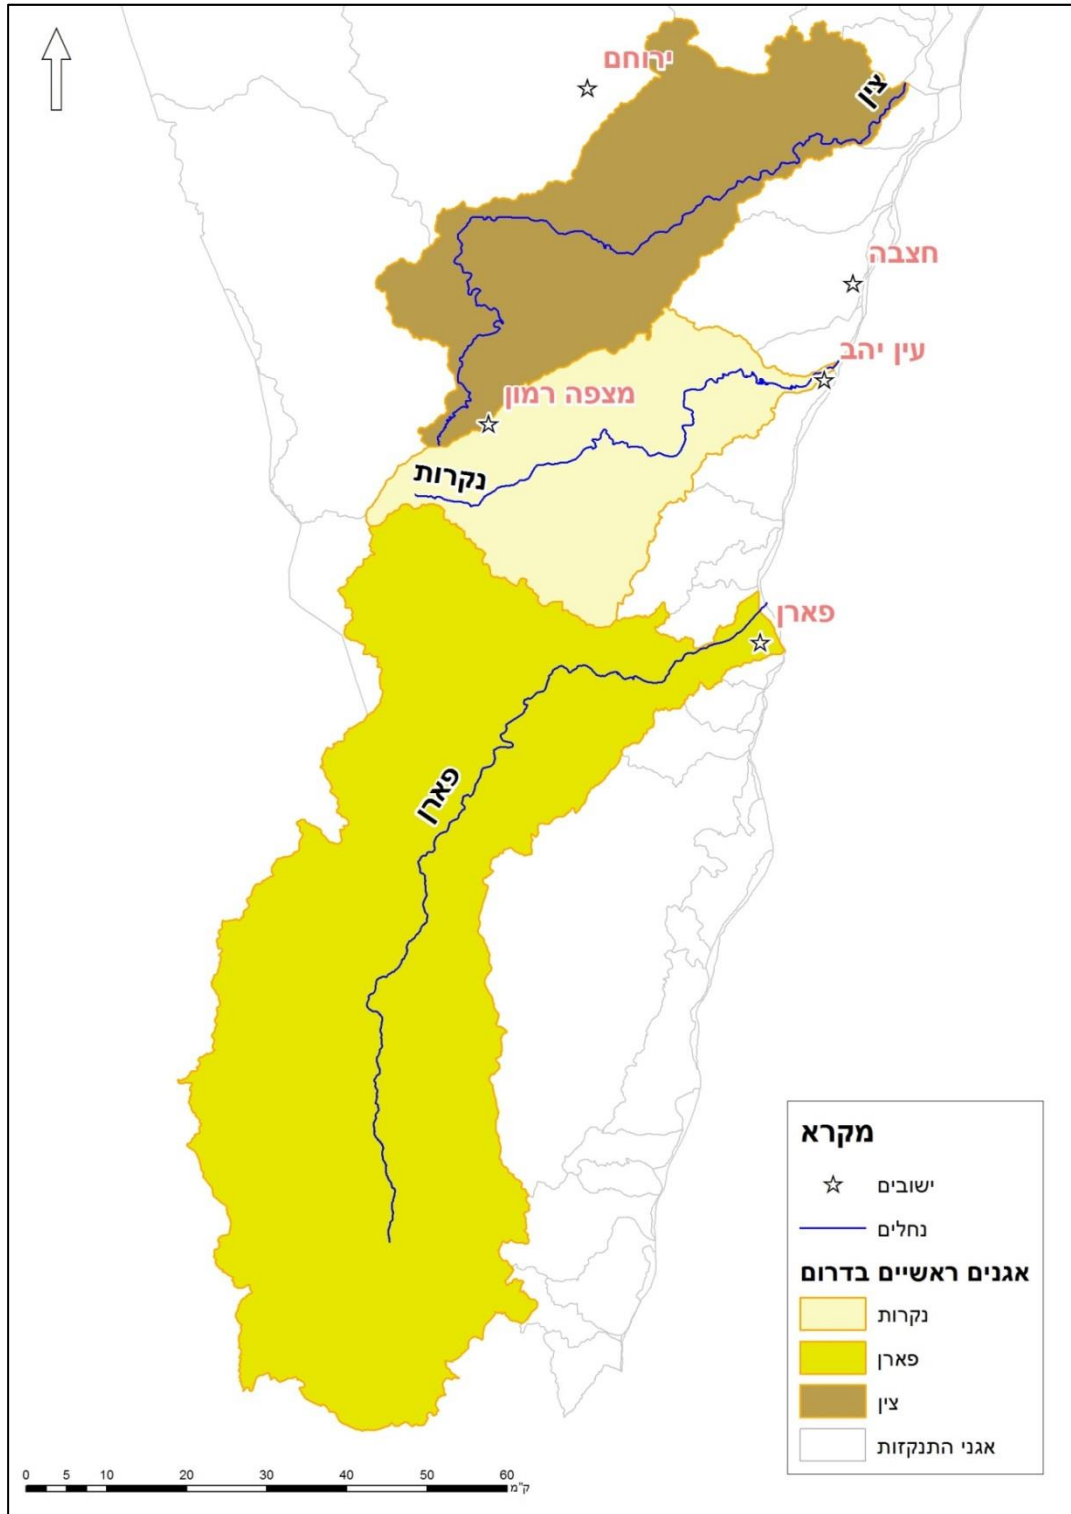 ירוחם
צין
חצבה
עין יהב
מצפה רמון
נקרות
פארן
פארן
מקרא
ישובים
נחלים
אגנים ראשיים בדרום
נקרות
פארן
צין
אגני התנקזות
0 5 10 20 30 40 50 60 ק"מ